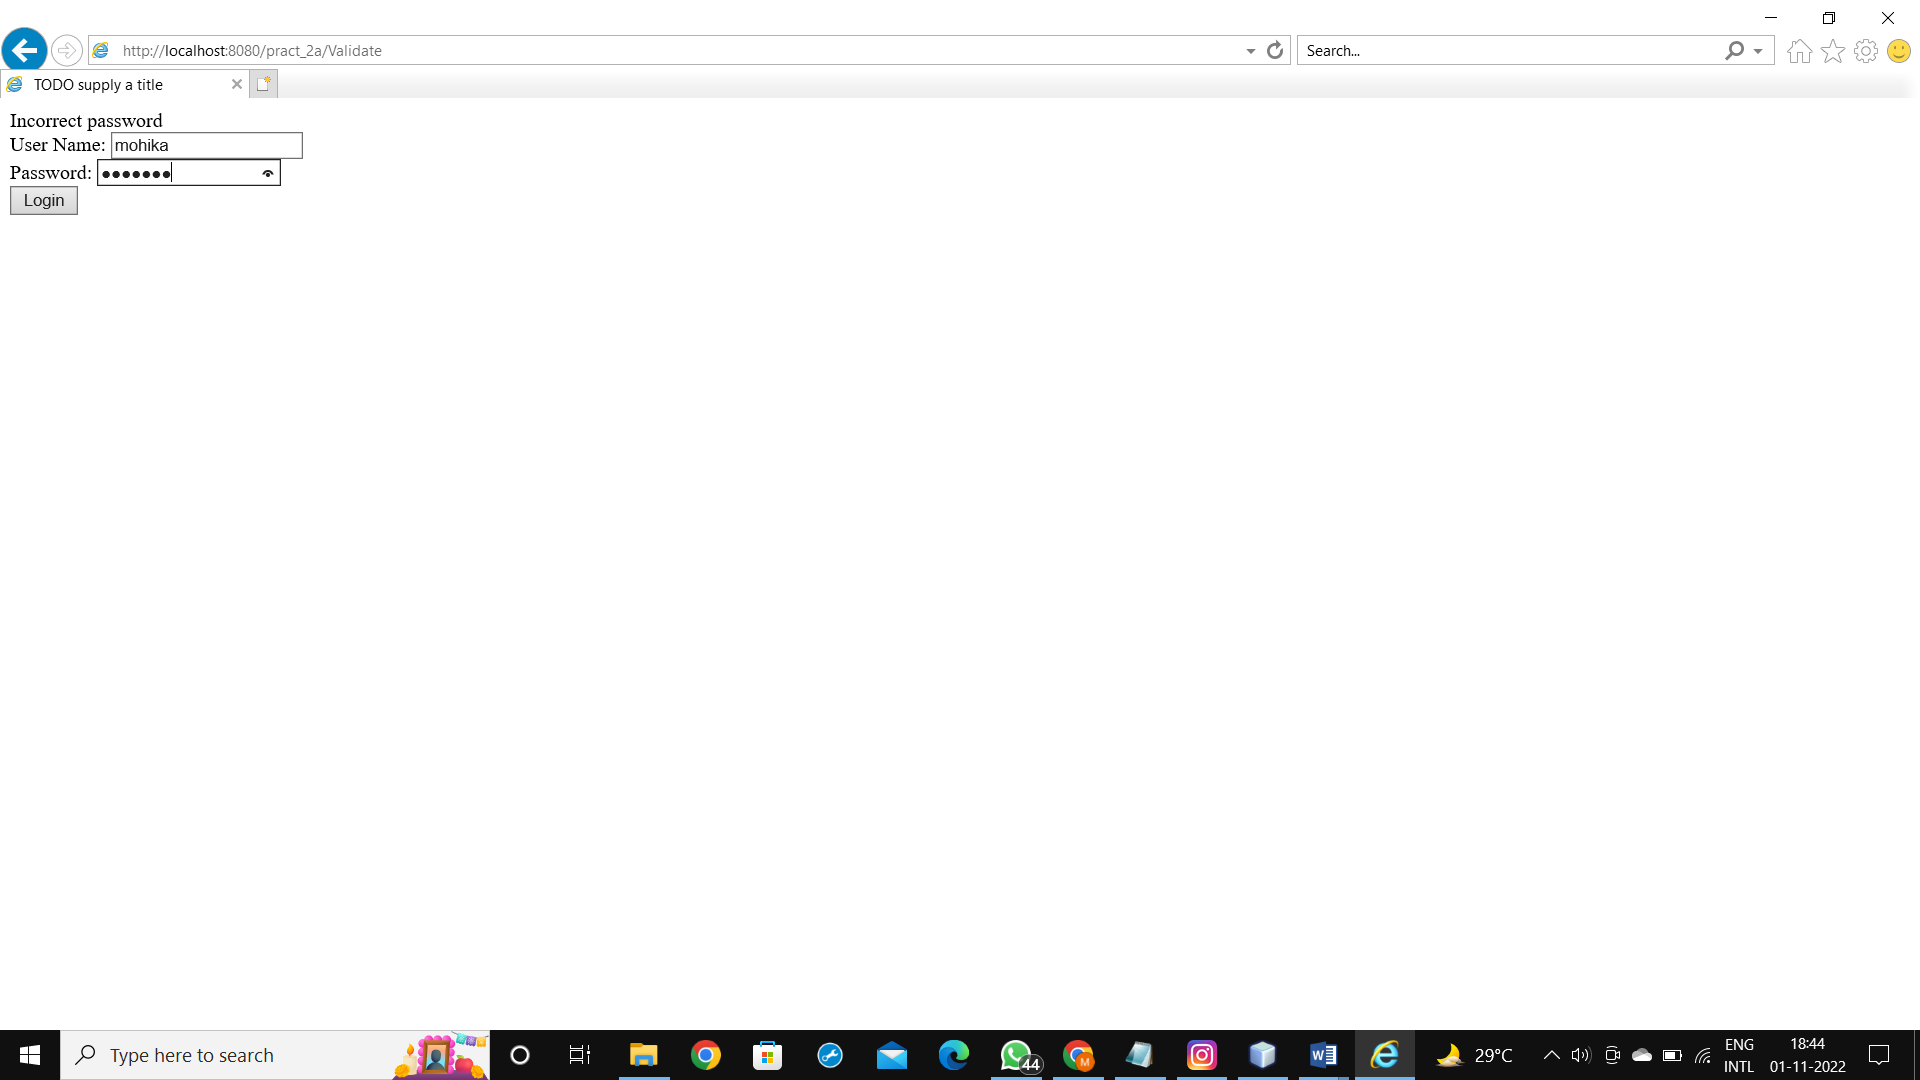 http://localhost:8080/pract_2a/Validate
Search...
TODO supply a title
Incorrect password
User Name: mohika
Password: ●●●●●●●
Login
Type here to search
44
M
W
29°C
ENG
INTL
18:44
01-11-2022